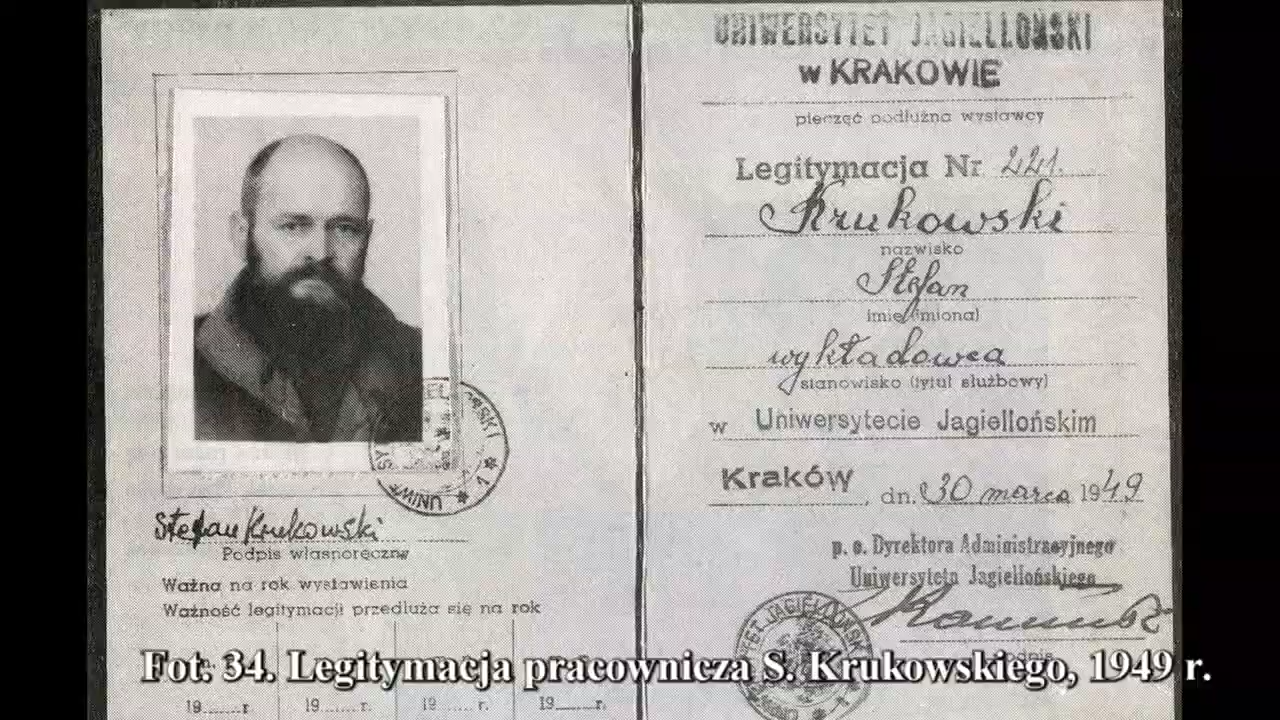 Stefan Krukowski
Podpis własnoręczny
Ważna na rok wystawienia
Ważność legitymacji przedłuża się na rok
19......r. 19......r. 19......r. 19......r.
UNIWERSYTET JAGIELLOŃSKI
w KRAKOWIE
pieczęć podłużna wystawcy
Legitymacja Nr 221.
Krukowski
nazwisko
Stefan
imię (imiona)
wykładowca
stanowisko (tytuł służbowy)
w Uniwersytecie Jagiellońskim
Kraków, dn. 30 marca 1949
p. o. Dyrektora Administracyjnego
Uniwersytetu Jagiellońskiego
Fot: 34. Legitymacja pracownicza S. Krukowskiego, 1949 r.